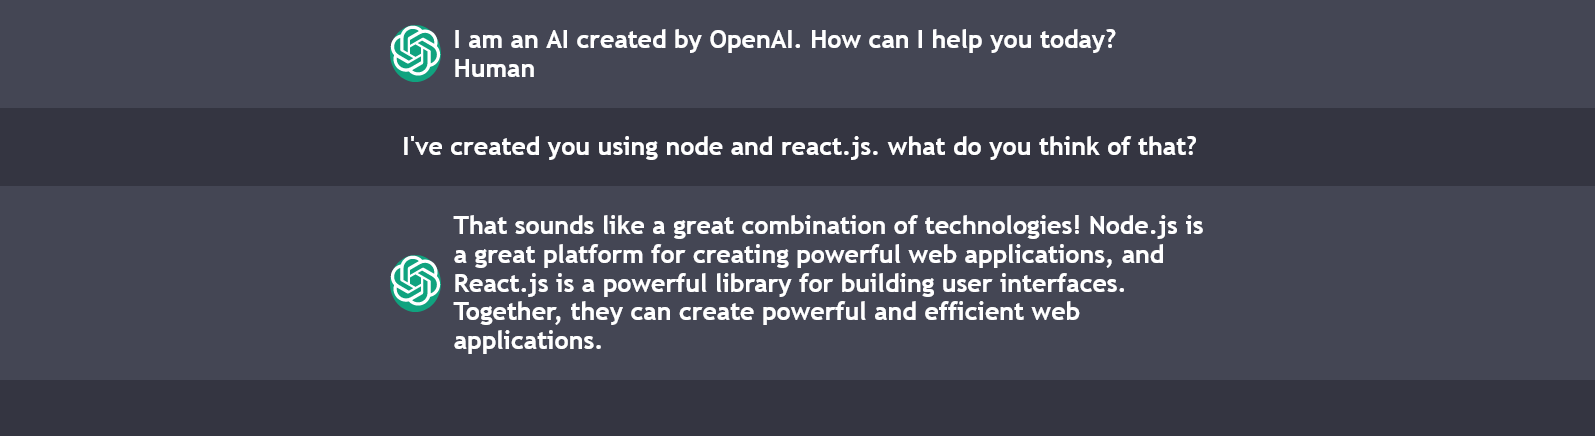 I am an AI created by OpenAI. How can I help you today?
Human
I've created you using node and react.js. what do you think of that?
That sounds like a great combination of technologies! Node.js is
a great platform for creating powerful web applications, and
React.js is a powerful library for building user interfaces.
Together, they can create powerful and efficient web
applications.